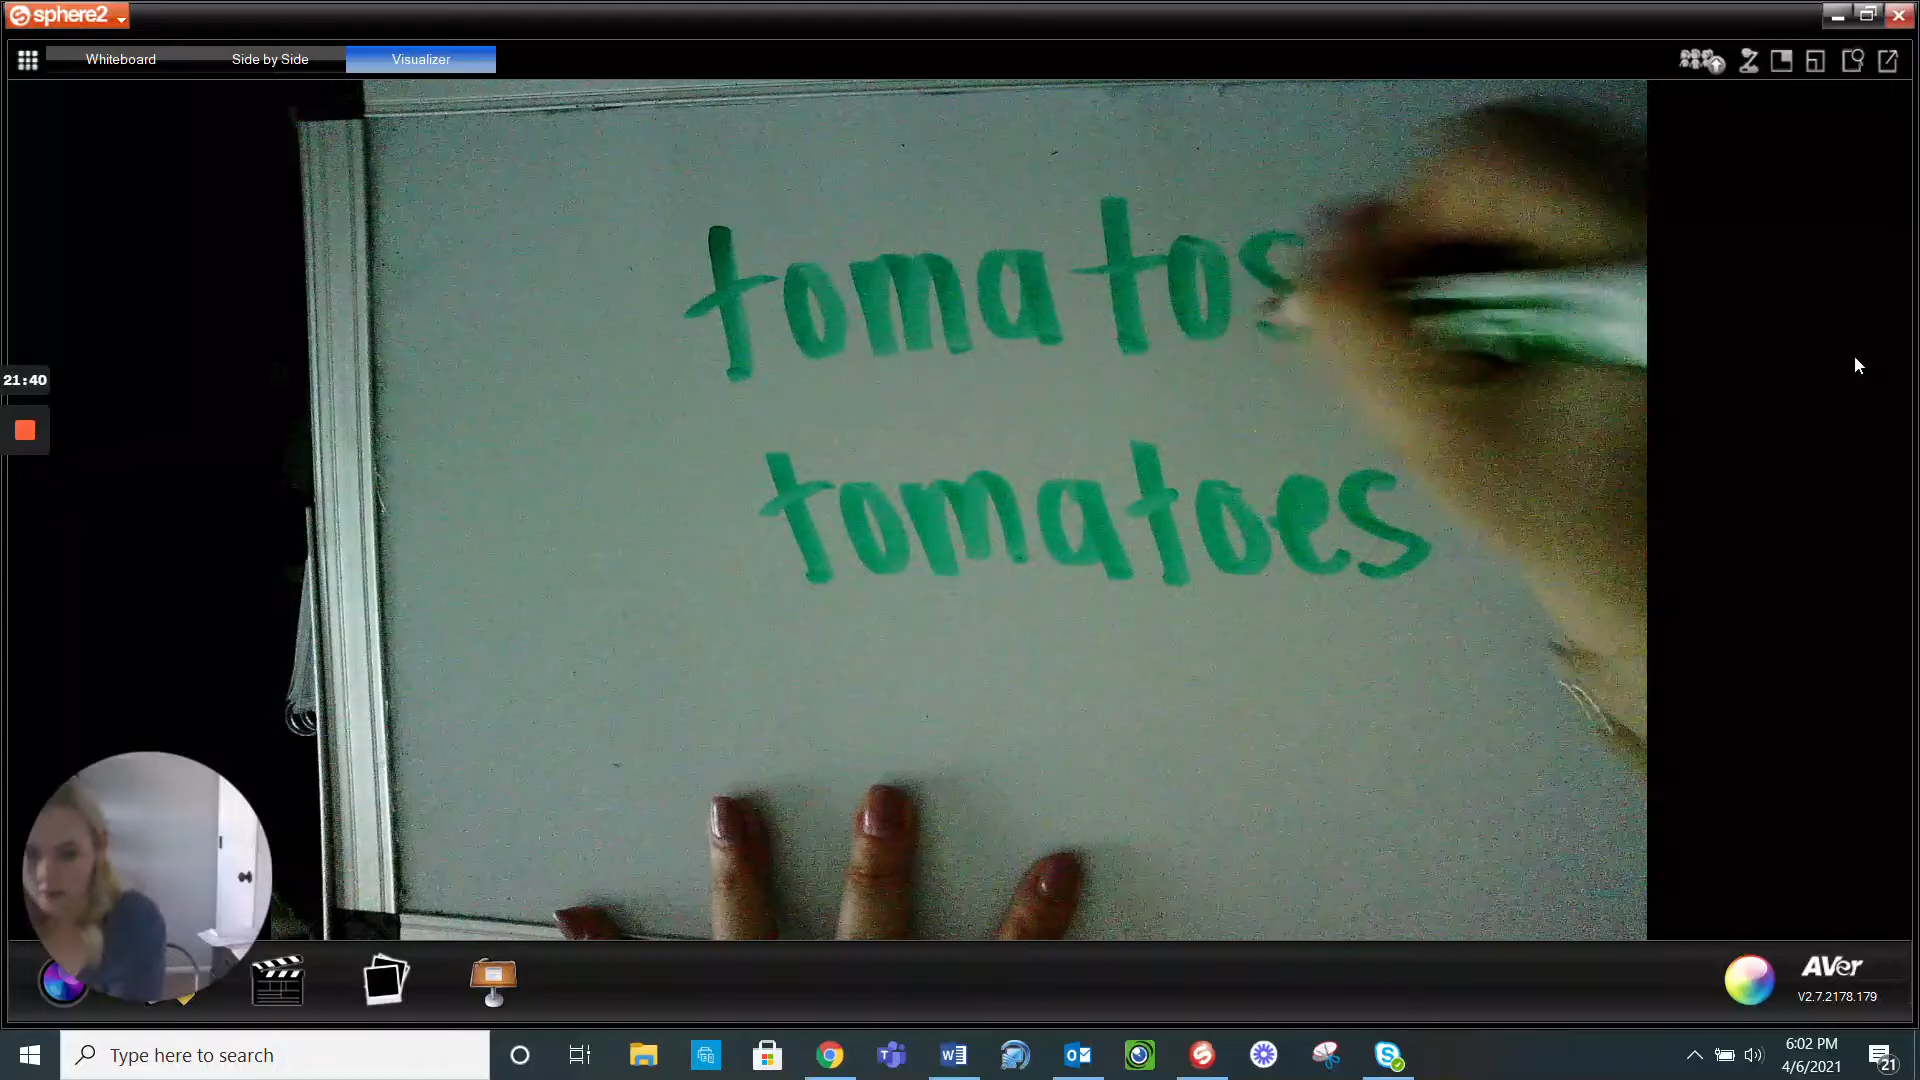 sphere2
Whiteboard Side by Side Visualizer
tomatos
21:40
tomatoes
AVer
V2.7.2178.179
Type here to search
6:02 PM
4/6/2021
21